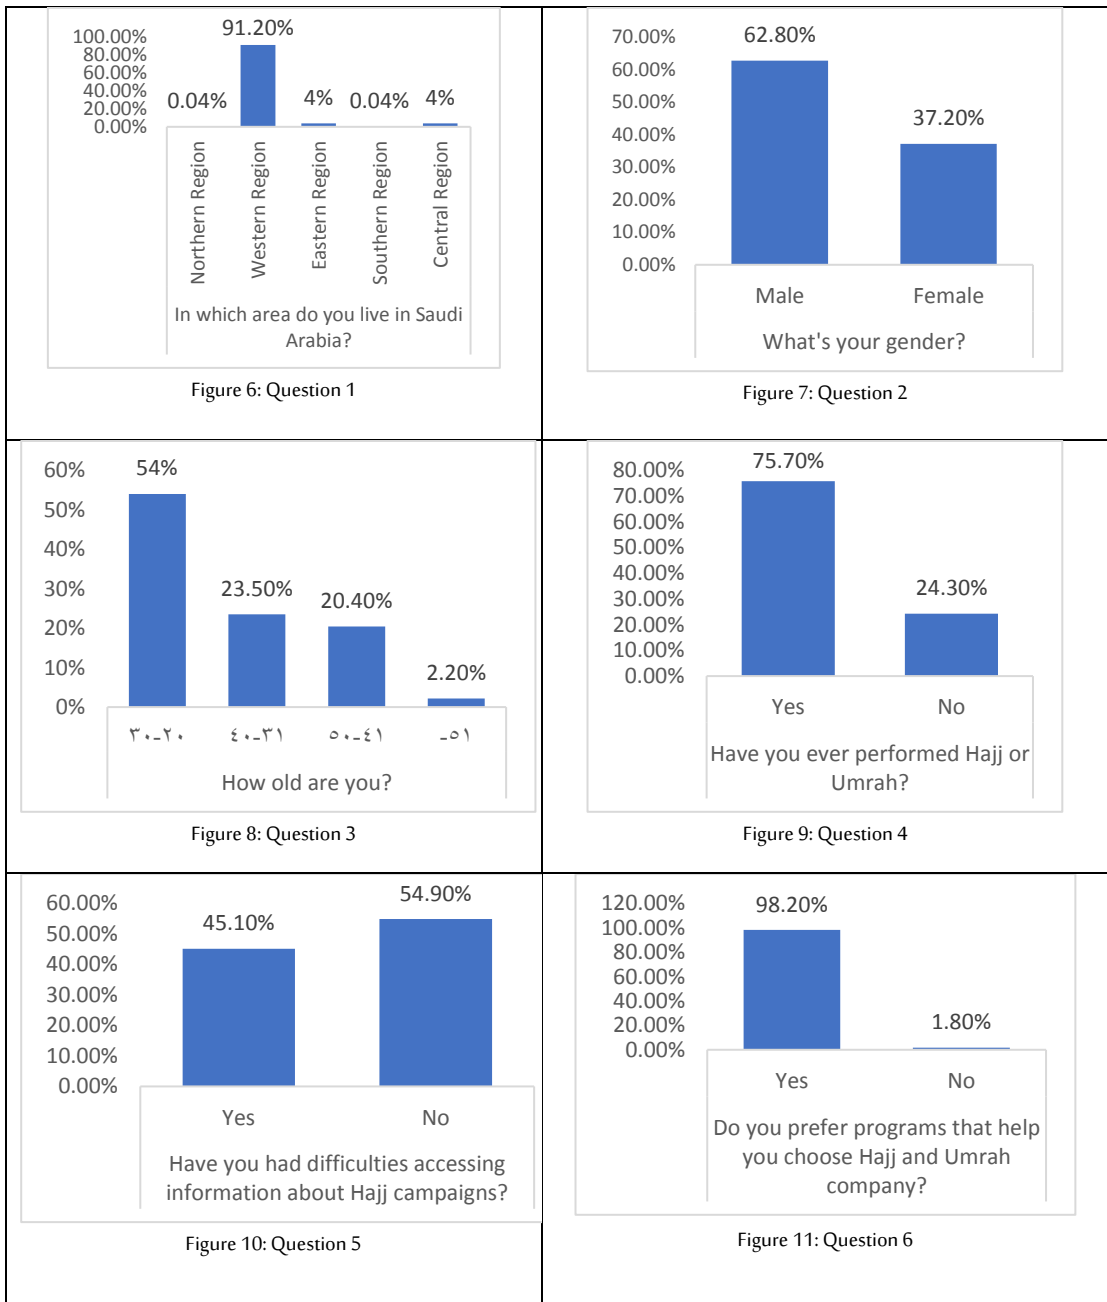 100.00%
80.00%
60.00%
40.00%
20.00%
0.00%
0.04%
91.20%
4%
0.04%
4%
Northern Region
Western Region
Eastern Region
Southern Region
Central Region
In which area do you live in Saudi
Arabia?
Figure 6: Question 1
70.00%
60.00%
50.00%
40.00%
30.00%
20.00%
10.00%
0.00%
62.80%
37.20%
Male
Female
What's your gender?
Figure 7: Question 2
60%
50%
40%
30%
20%
10%
0%
54%
23.50%
20.40%
2.20%
٣٠-٢٠
٤٠-٣١
٥٠-٤١
-٥١
How old are you?
Figure 8: Question 3
80.00%
70.00%
60.00%
50.00%
40.00%
30.00%
20.00%
10.00%
0.00%
75.70%
24.30%
Yes
No
Have you ever performed Hajj or
Umrah?
Figure 9: Question 4
60.00%
50.00%
40.00%
30.00%
20.00%
10.00%
0.00%
45.10%
54.90%
Yes
No
Have you had difficulties accessing
information about Hajj campaigns?
Figure 10: Question 5
120.00%
100.00%
80.00%
60.00%
40.00%
20.00%
0.00%
98.20%
1.80%
Yes
No
Do you prefer programs that help
you choose Hajj and Umrah
company?
Figure 11: Question 6